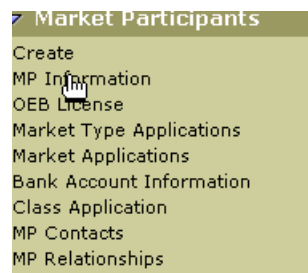 Market Participants
Create
MP Information
OEB License
Market Type Applications
Market Applications
Bank Account Information
Class Application
MP Contacts
MP Relationships